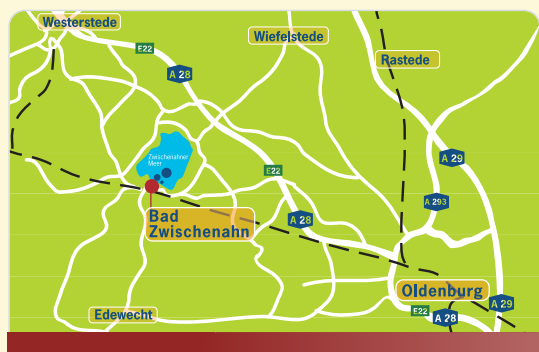 Westerstede
E22
A 28
Wiefelstede
Rastede
Zwischenahner
Meer
A 29
E22
A 293
Bad
Zwischenahn
A 28
Oldenburg
Edewecht
E22
A 28
A 29